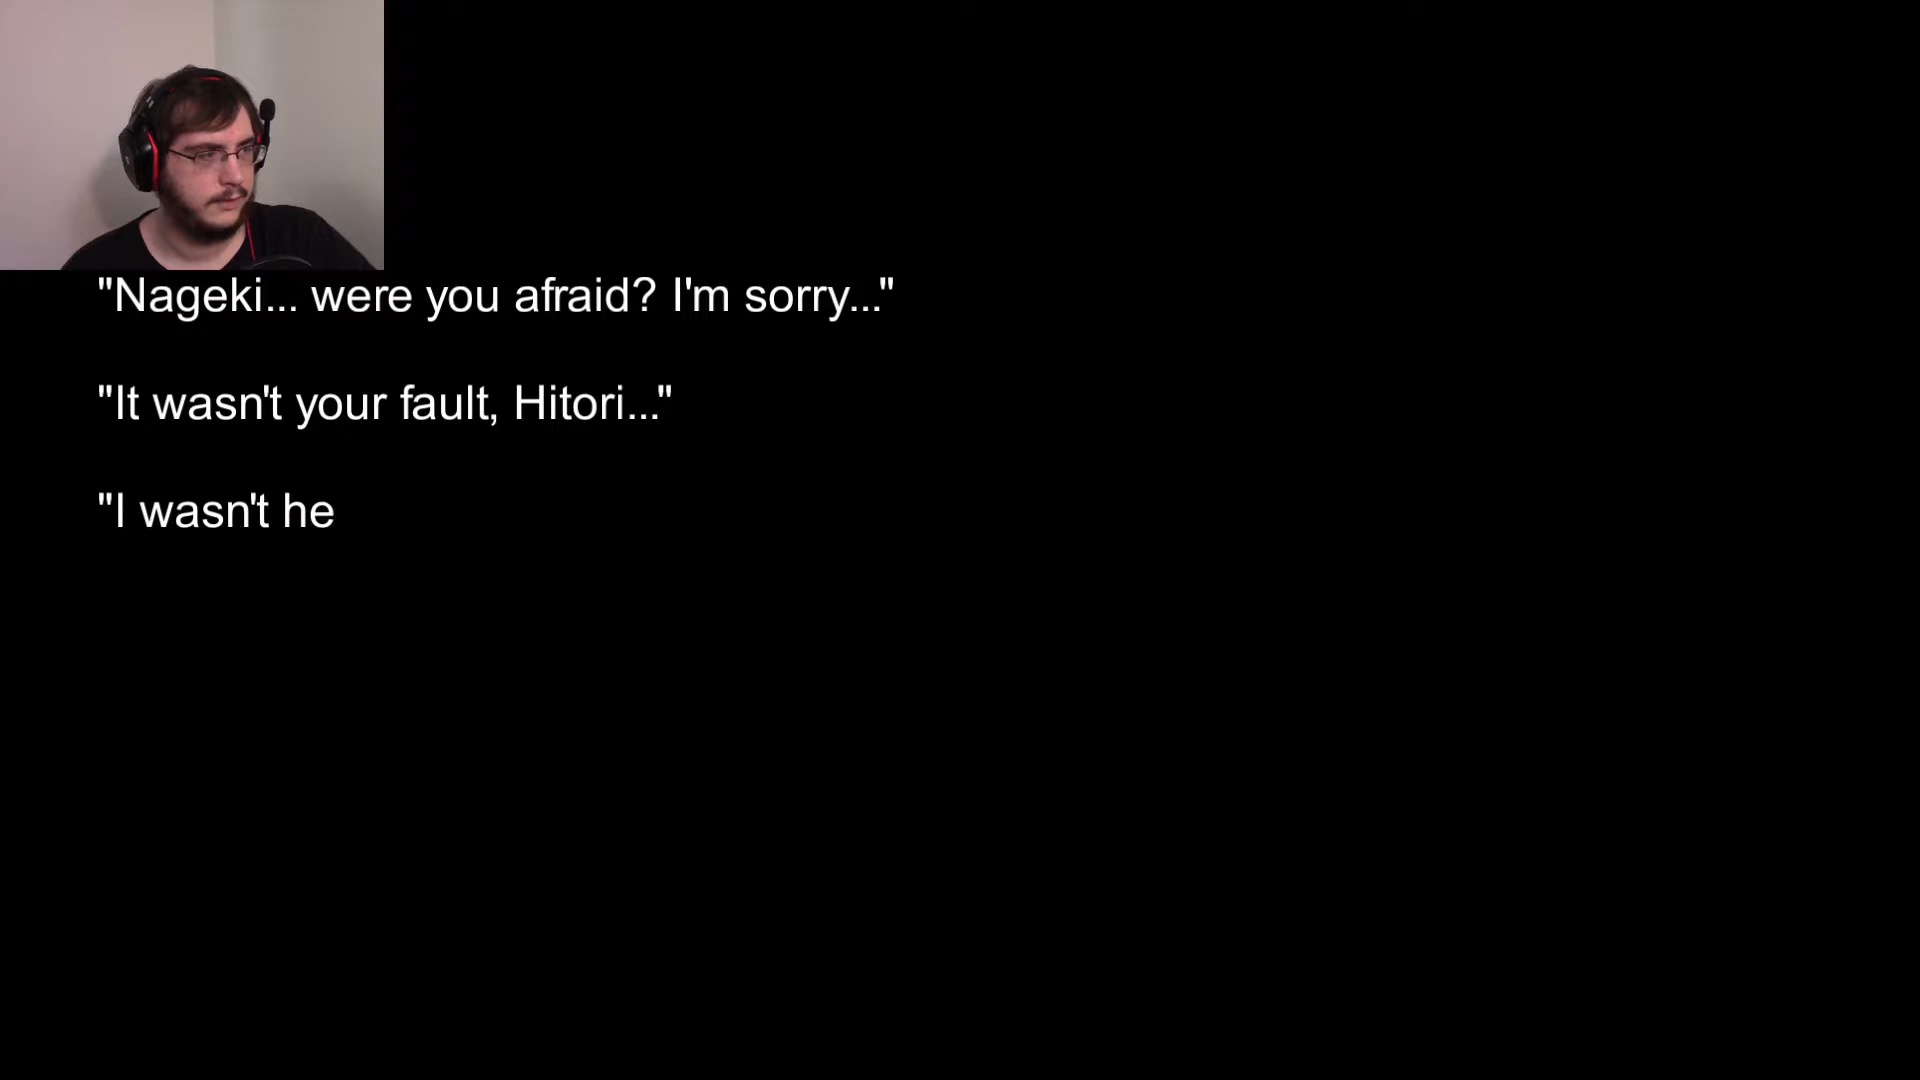 "Nageki... were you afraid? I'm sorry..."
"It wasn't your fault, Hitori..."
"I wasn't he